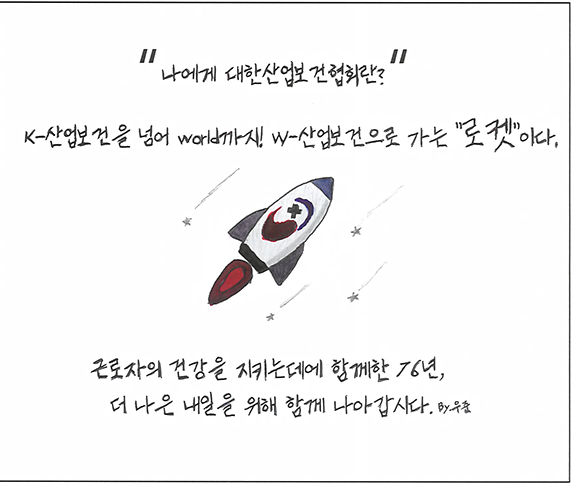 "나에게 대한산업보건협회란?"
K-산업보건을 넘어 world까지! W-산업보건으로 가는 "로켓"이다.
근로자의 건강을 지키는데에 함께한 76년,
더 나은 내일을 위해 함께 나아갑시다. By.우줌